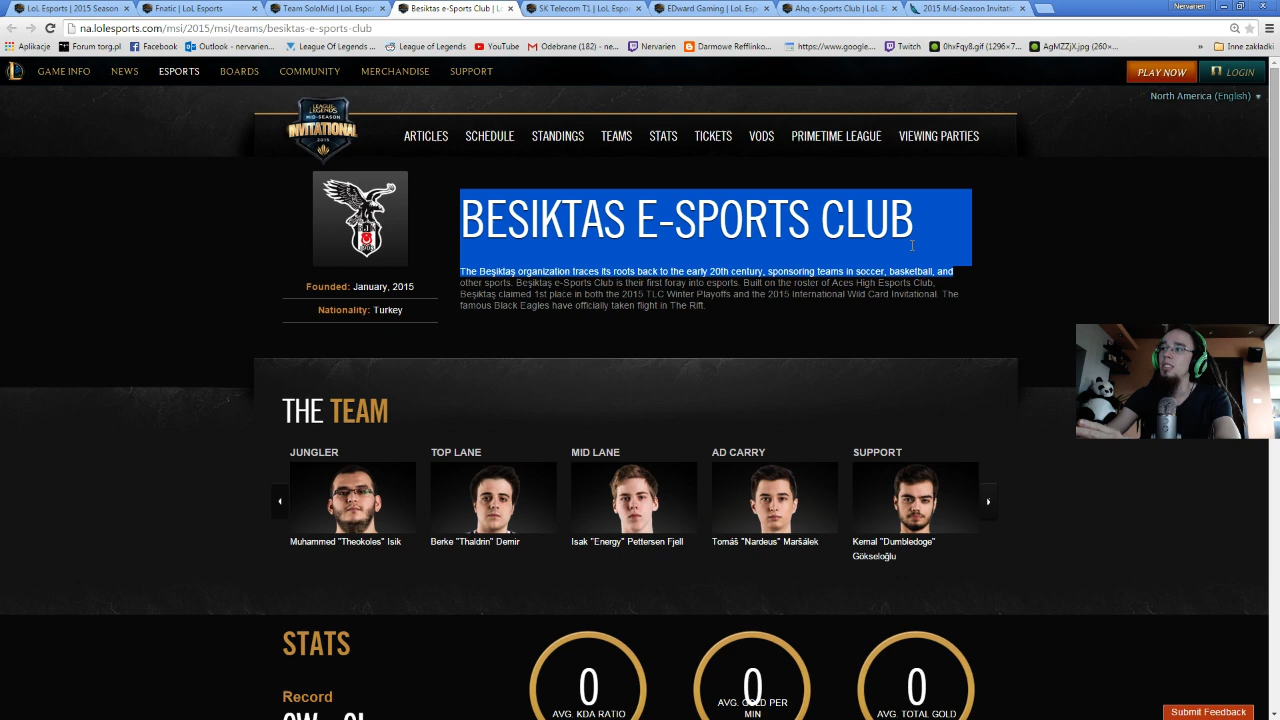 LoL Esports | 2015 Season
Fnatic | LoL Esports
Team SoloMid | LoL Espor
Besiktas e-Sports Club | L
SK Telecom T1 | LoL Espo
EDward Gaming | LoL Esp
Ahq e-Sports Club | LoL E
2015 Mid-Season Invitatio
Nervarien
na.lolesports.com/msi/2015/msi/teams/besiktas-e-sports-club
Aplikacje
Forum torg.pl
Facebook
Outlook - nervarien...
League Of Legends ...
League of Legends
YouTube
Odebrane (182) - ne...
Nervarien
Darmowe Refflinko...
https://www.google....
Twitch
0hxFqy8.gif (1296×7...
AgMZZjX.jpg (260×...
»
Inne zakładki
GAME INFO
NEWS
ESPORTS
BOARDS
COMMUNITY
MERCHANDISE
SUPPORT
PLAY NOW
LOGIN
North America (English)
LEAGUE
LEGENDS
MID-SEASON
INVITATIONAL
2015
ARTICLES
SCHEDULE
STANDINGS
TEAMS
STATS
TICKETS
VODS
PRIMETIME LEAGUE
VIEWING PARTIES
BESIKTAS E-SPORTS CLUB
The Beşiktaş organization traces its roots back to the early 20th century, sponsoring teams in soccer, basketball, and
other sports. Beşiktaş e-Sports Club is their first foray into esports. Built on the roster of Aces High Esports Club,
Beşiktaş claimed 1st place in both the 2015 TLC Winter Playoffs and the 2015 International Wild Card Invitational. The
famous Black Eagles have officially taken flight in The Rift.
Founded: January, 2015
Nationality: Turkey
THE TEAM
JUNGLER
TOP LANE
MID LANE
AD CARRY
SUPPORT
Muhammed "Theokoles" Isik
Berke "Thaldrin" Demir
Isak "Energy" Pettersen Fjell
Tomáš "Nardeus" Maršálek
Kemal "Dumbledoge"
Gökseloğlu
STATS
Record
0
AVG. KDA RATIO
0
AVG. GOLD PER
MIN
0
AVG. TOTAL GOLD
Submit Feedback